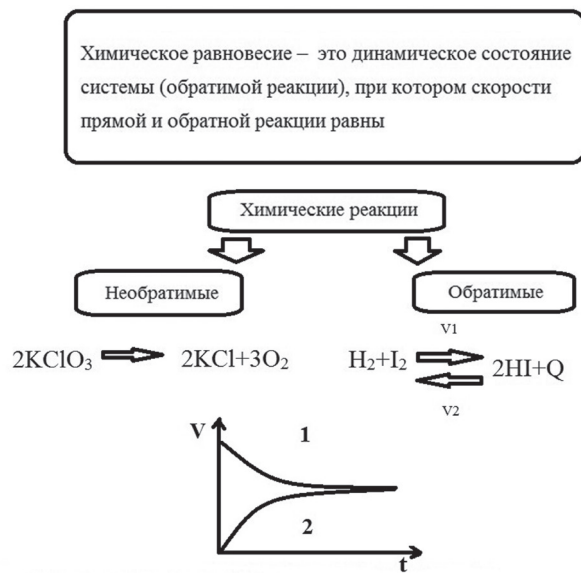 Химическое равновесие – это динамическое состояние
системы (обратимой реакции), при котором скорости
прямой и обратной реакции равны
Химические реакции
Необратимые
Обратимые
2KClO₃ ⇒ 2KCl+3O₂
V1
H₂+I₂ ⇄ 2HI+Q
V2
V
1
2
t